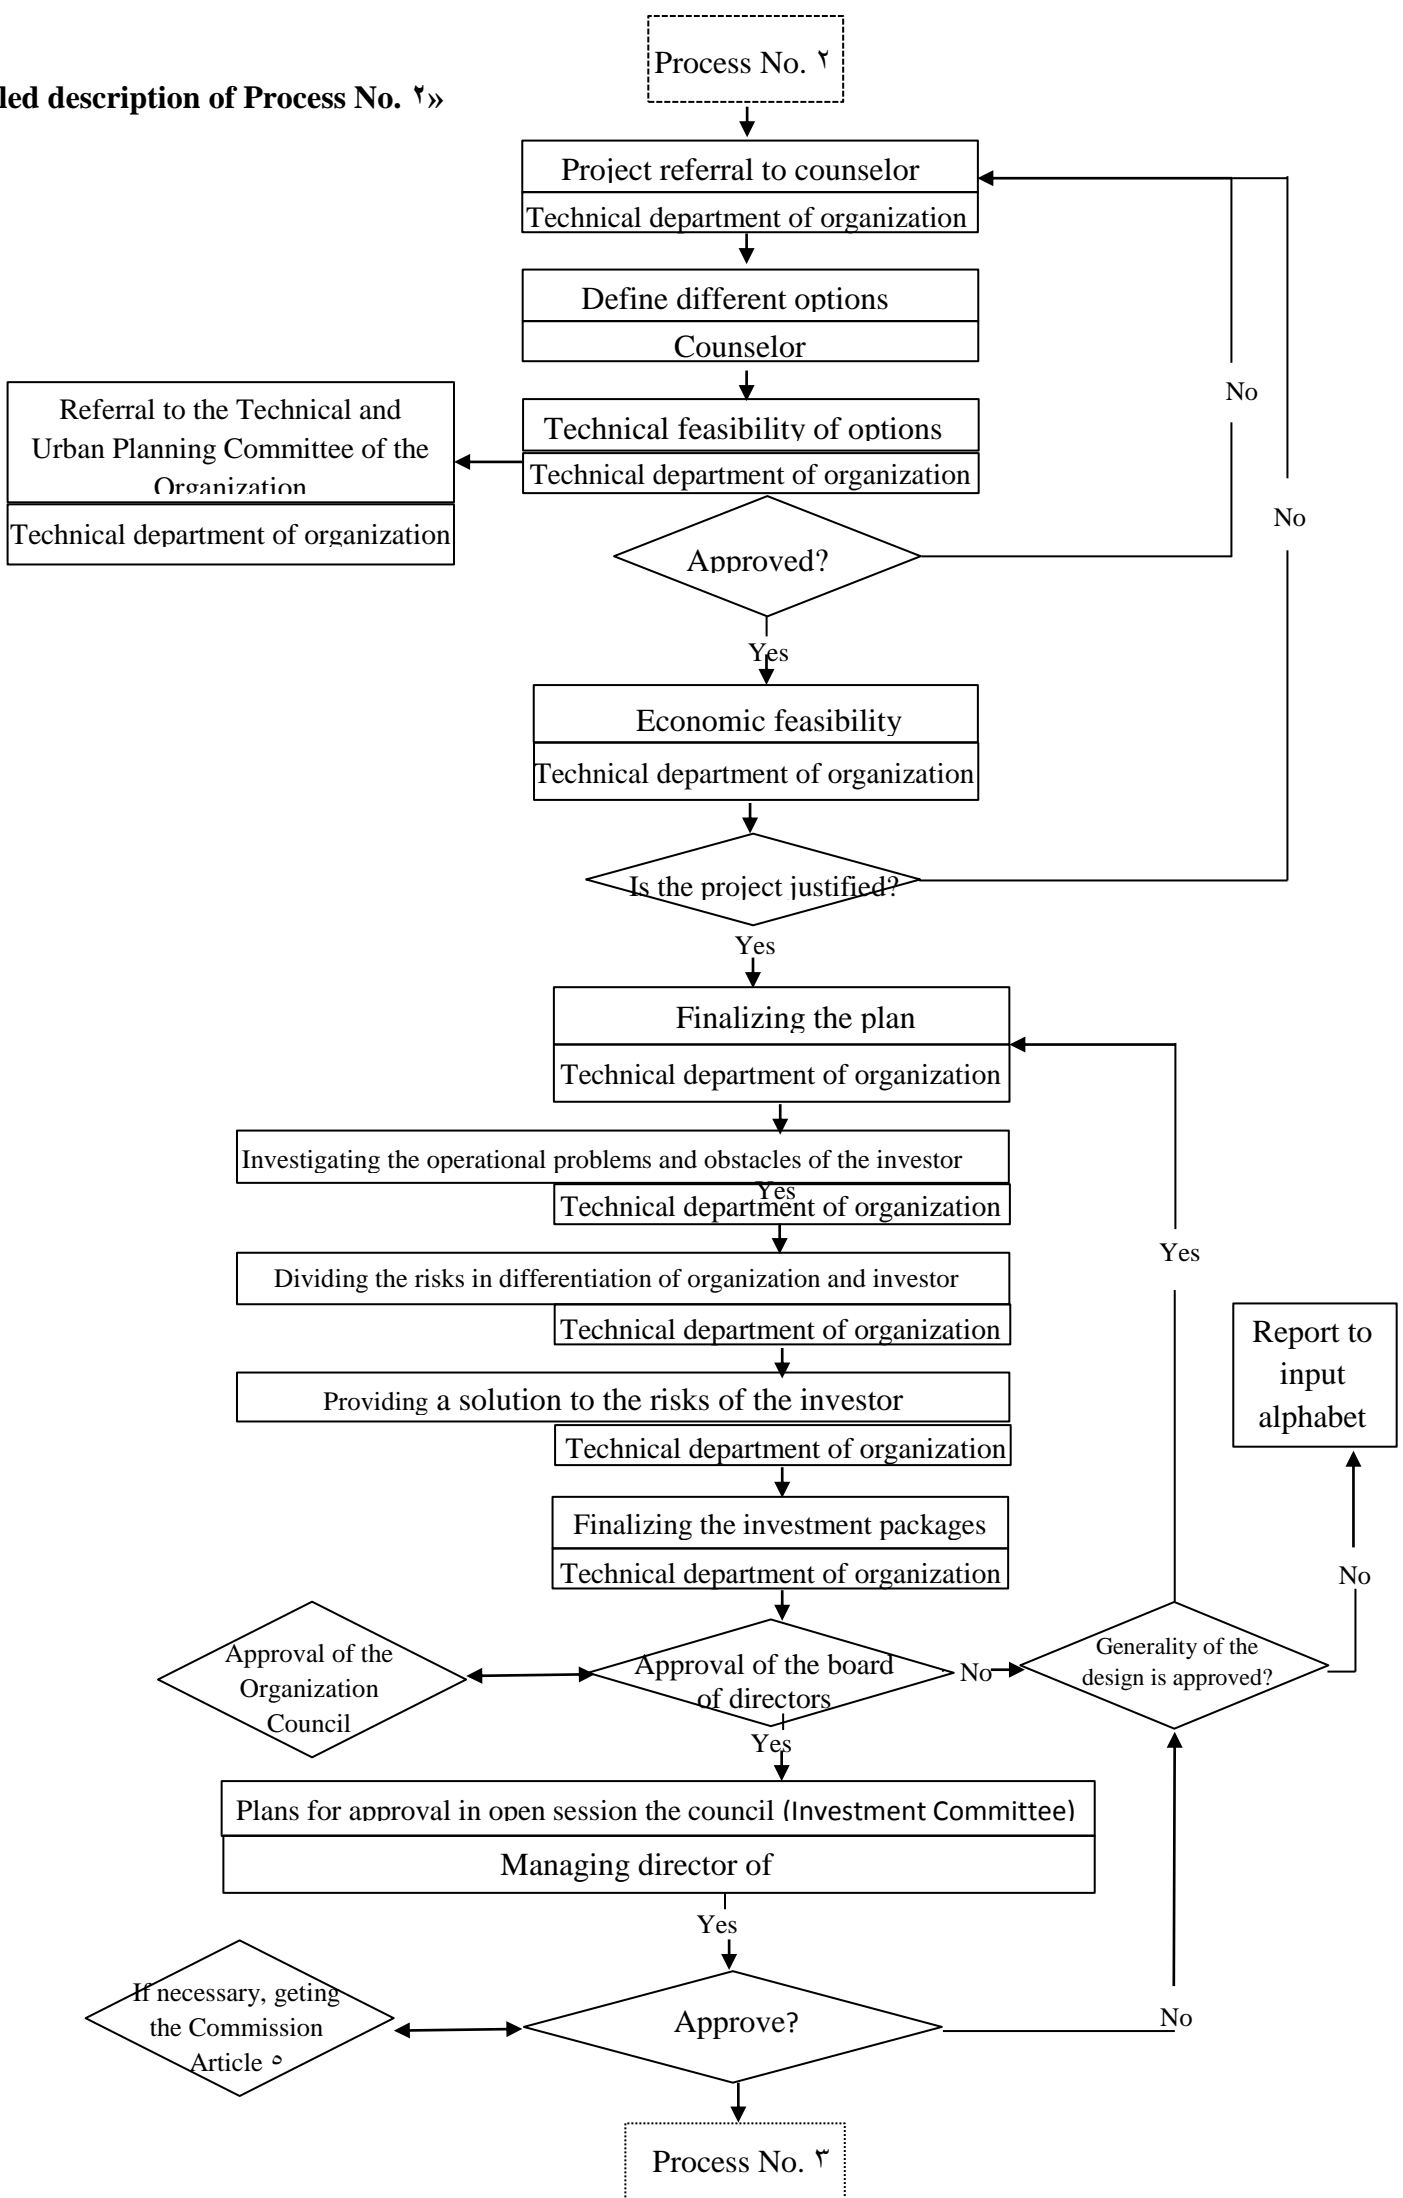 Process No. ۲
led description of Process No. ۲»
Project referral to counselor
Technical department of organization
Define different options
Counselor
No
Referral to the Technical and
Urban Planning Committee of the
Organization
Technical department of organization
Technical feasibility of options
Technical department of organization
No
Approved?
Yes
Economic feasibility
Technical department of organization
Is the project justified?
Yes
Finalizing the plan
Technical department of organization
Investigating the operational problems and obstacles of the investor
Yes
Technical department of organization
Yes
Dividing the risks in differentiation of organization and investor
Technical department of organization
Report to
input
alphabet
Providing a solution to the risks of the investor
Technical department of organization
Finalizing the investment packages
Technical department of organization
No
Approval of the
Organization
Council
Approval of the board
of directors
No
Generality of the
design is approved?
Yes
Plans for approval in open session the council (Investment Committee)
Managing director of
Yes
If necessary, geting
the Commission
Article ٥
Approve?
No
Process No. ۳